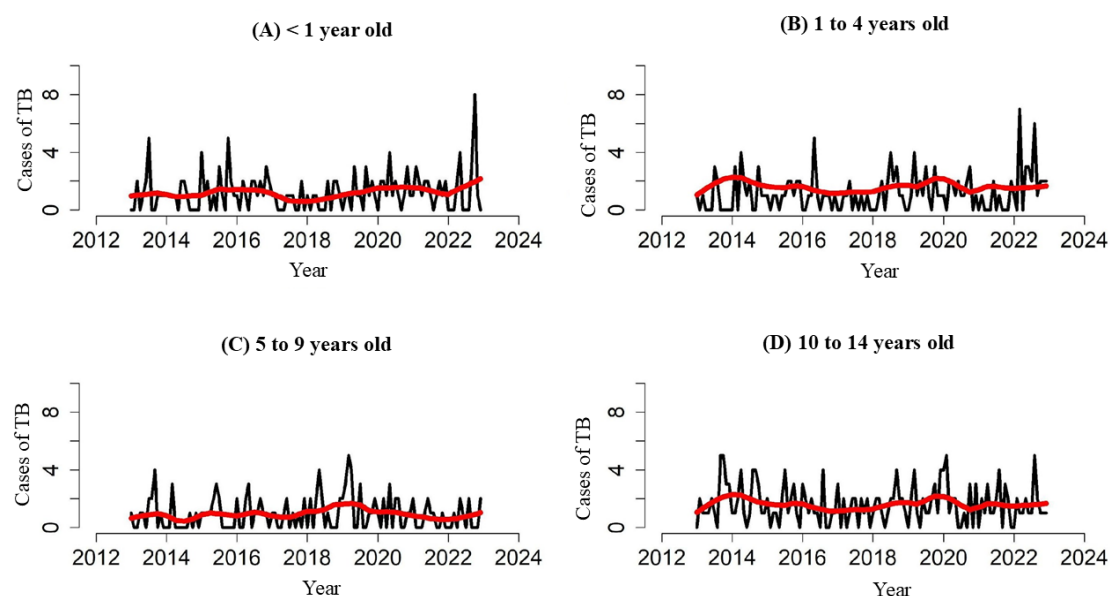 (A) < 1 year old
(B) 1 to 4 years old
Cases of TB
8
4
0
2012 2014 2016 2018 2020 2022 2024
Year
Cases of TB
8
4
0
2012 2014 2016 2018 2020 2022 2024
Year
(C) 5 to 9 years old
(D) 10 to 14 years old
Cases of TB
8
4
0
2012 2014 2016 2018 2020 2022 2024
Year
Cases of TB
8
4
0
2012 2014 2016 2018 2020 2022 2024
Year